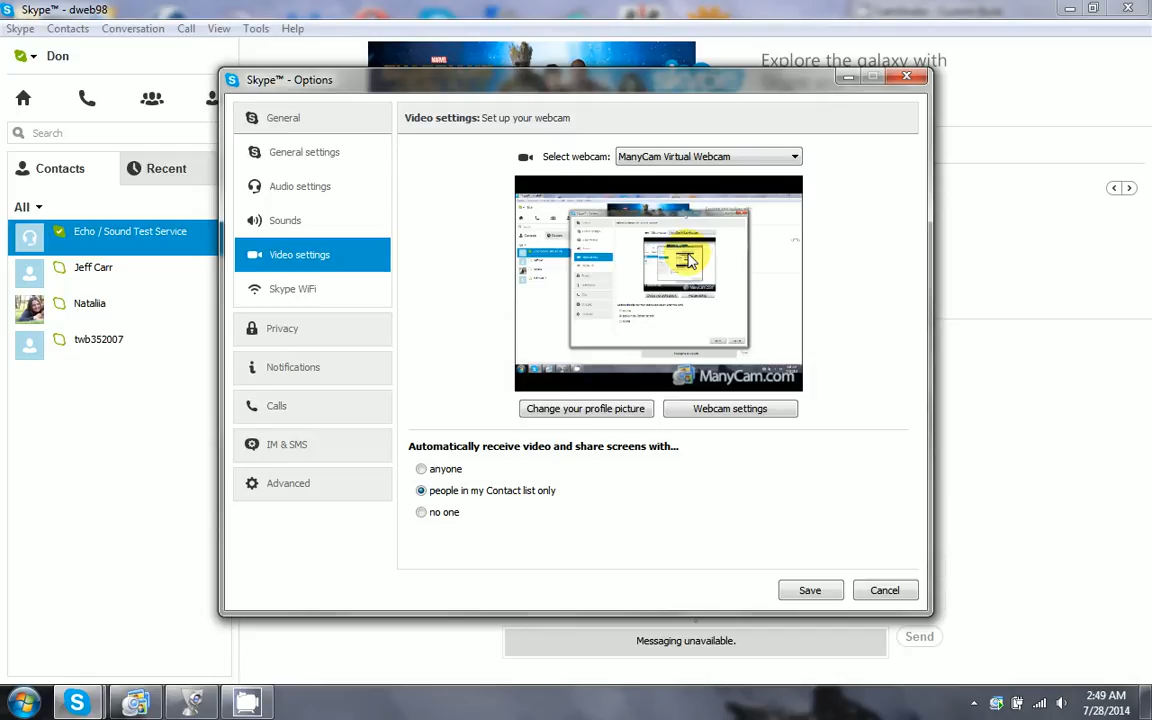 Skype™ - dweb98
Skype Contacts Conversation Call View Tools Help
Don
MARVEL
Explore the galaxy with
Search
Contacts
Recent
All
Echo / Sound Test Service
Jeff Carr
Nataliia
twb352007
Skype™ - Options
General
General settings
Audio settings
Sounds
Video settings
Skype WiFi
Privacy
Notifications
Calls
IM & SMS
Advanced
Video settings: Set up your webcam
Select webcam: ManyCam Virtual Webcam
ManyCam.com
Change your profile picture
Webcam settings
Automatically receive video and share screens with...
anyone
people in my Contact list only
no one
Save
Cancel
Messaging unavailable.
Send
2:49 AM
7/28/2014